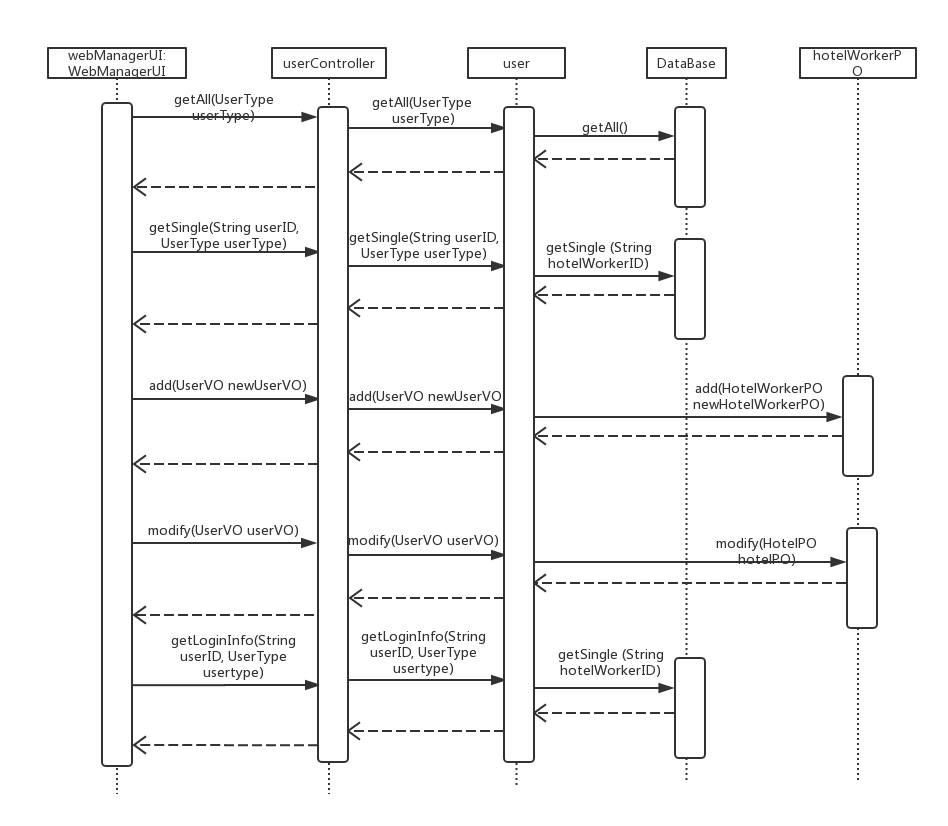 webManagerUI:
WebManagerUI
userController
user
DataBase
hotelWorkerP
O
getAll(UserType
userType)
getAll(UserType
userType)
getAll()
getSingle(String userID,
UserType userType)
getSingle(String userID,
UserType userType)
getSingle (String
hotelWorkerID)
add(UserVO newUserVO)
add(UserVO newUserVO
add(HotelWorkerPO
newHotelWorkerPO)
modify(UserVO userVO)
modify(UserVO userVO)
modify(HotelPO
hotelPO)
getLoginInfo(String
userID, UserType
usertype)
getLoginInfo(String
userID, UserType
usertype)
getSingle (String
hotelWorkerID)